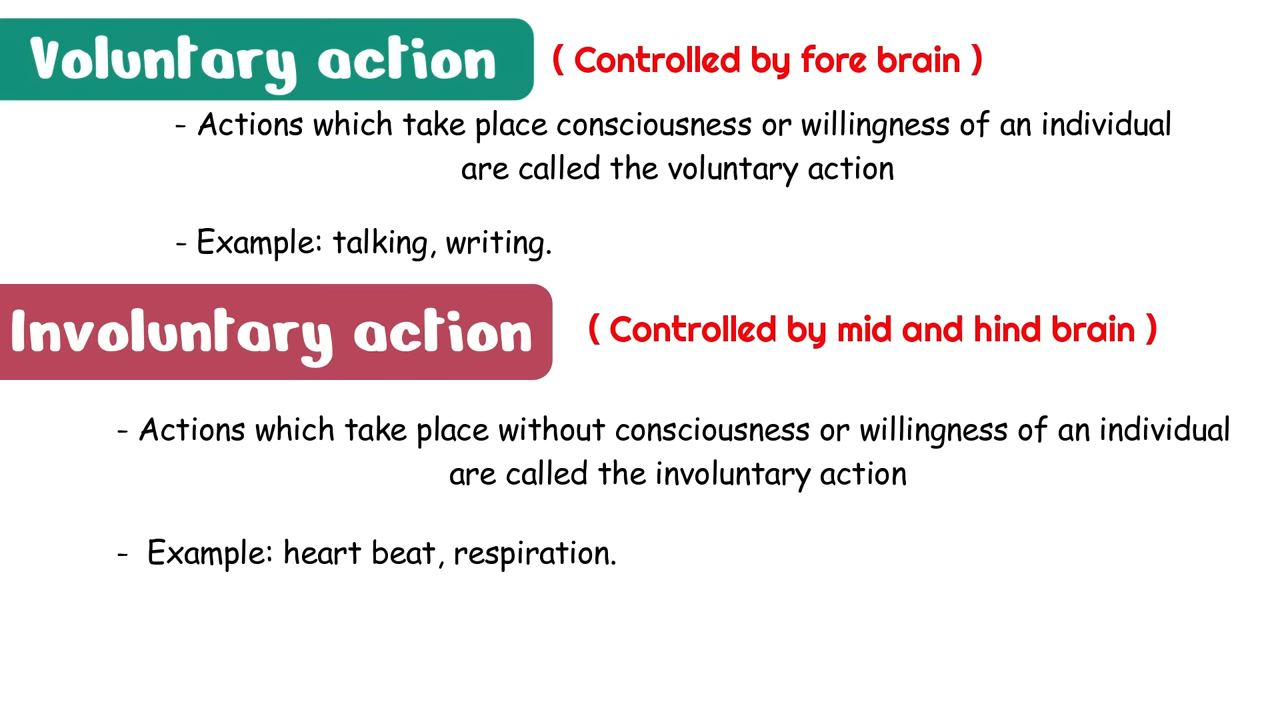 Voluntary action ( Controlled by fore brain )
- Actions which take place consciousness or willingness of an individual
are called the voluntary action
- Example: talking, writing.
Involuntary action ( Controlled by mid and hind brain )
- Actions which take place without consciousness or willingness of an individual
are called the involuntary action
- Example: heart beat, respiration.